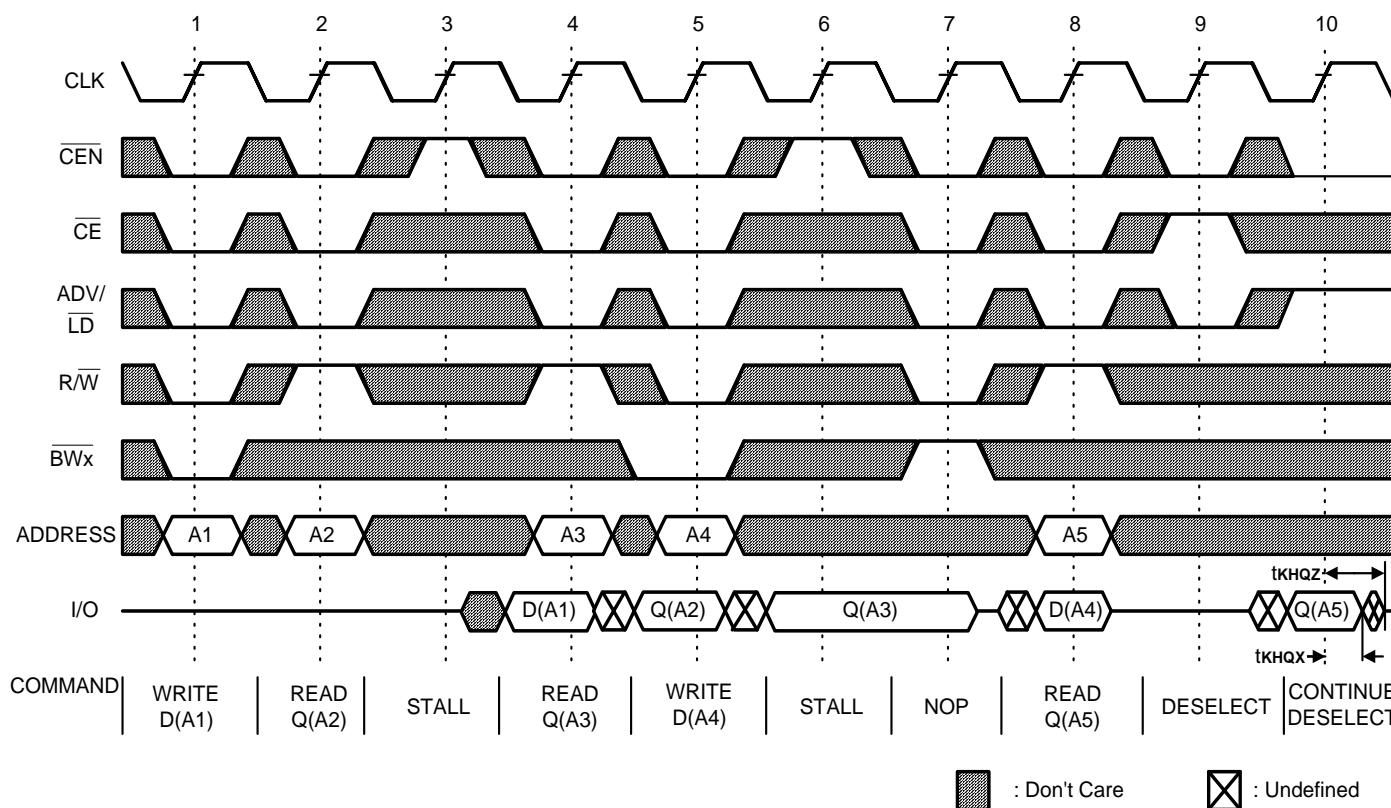 1 2 3 4 5 6 7 8 9 10
CLK
CEN
CE
ADV/
LD
R/W
BWx
ADDRESS A1 A2 A3 A4 A5
tKHQZ
I/O D(A1) Q(A2) Q(A3) D(A4) Q(A5)
tKHQX
COMMAND
WRITE
D(A1)
READ
Q(A2)
STALL
READ
Q(A3)
WRITE
D(A4)
STALL
NOP
READ
Q(A5)
DESELECT
CONTINUE
DESELECT
: Don't Care
: Undefined